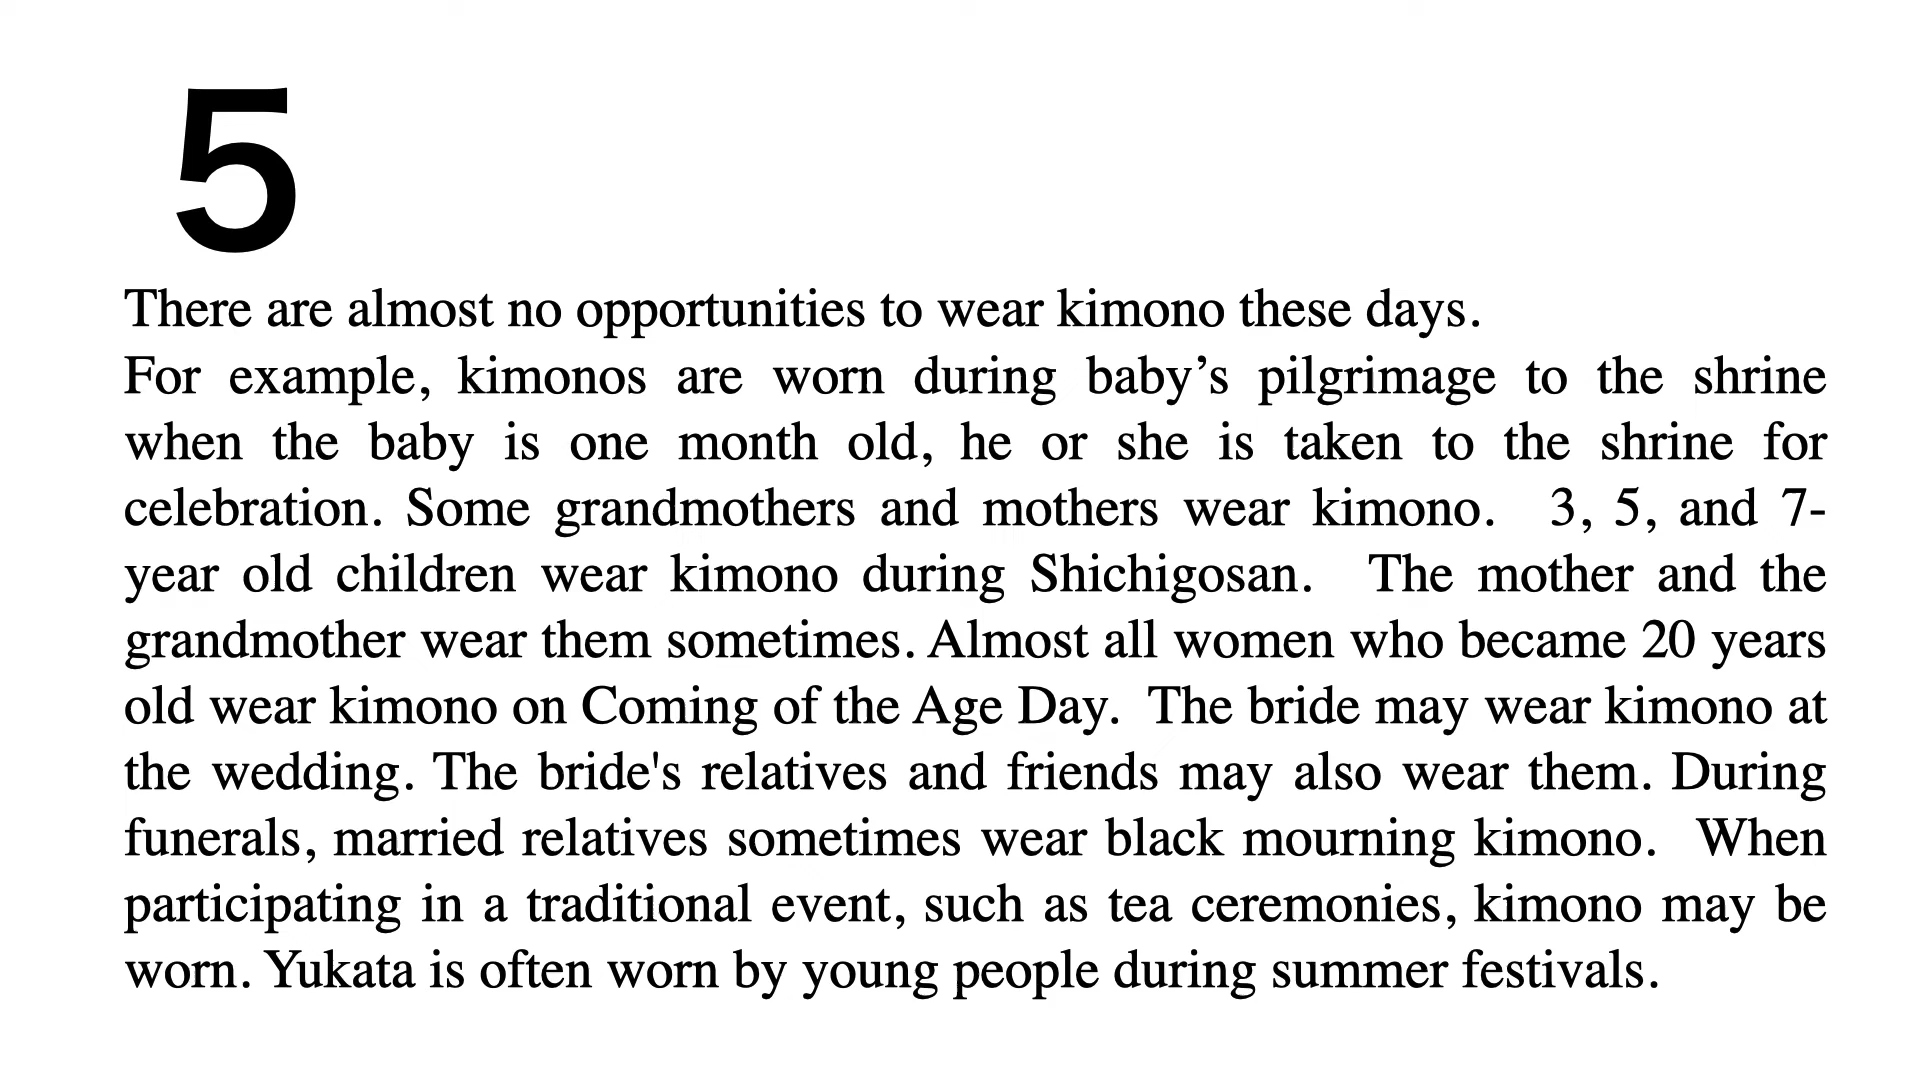 5
There are almost no opportunities to wear kimono these days.
For example, kimonos are worn during baby’s pilgrimage to the shrine
when the baby is one month old, he or she is taken to the shrine for
celebration. Some grandmothers and mothers wear kimono.  3, 5, and 7-
year old children wear kimono during Shichigosan.  The mother and the
grandmother wear them sometimes. Almost all women who became 20 years
old wear kimono on Coming of the Age Day.  The bride may wear kimono at
the wedding. The bride's relatives and friends may also wear them. During
funerals, married relatives sometimes wear black mourning kimono.  When
participating in a traditional event, such as tea ceremonies, kimono may be
worn. Yukata is often worn by young people during summer festivals.